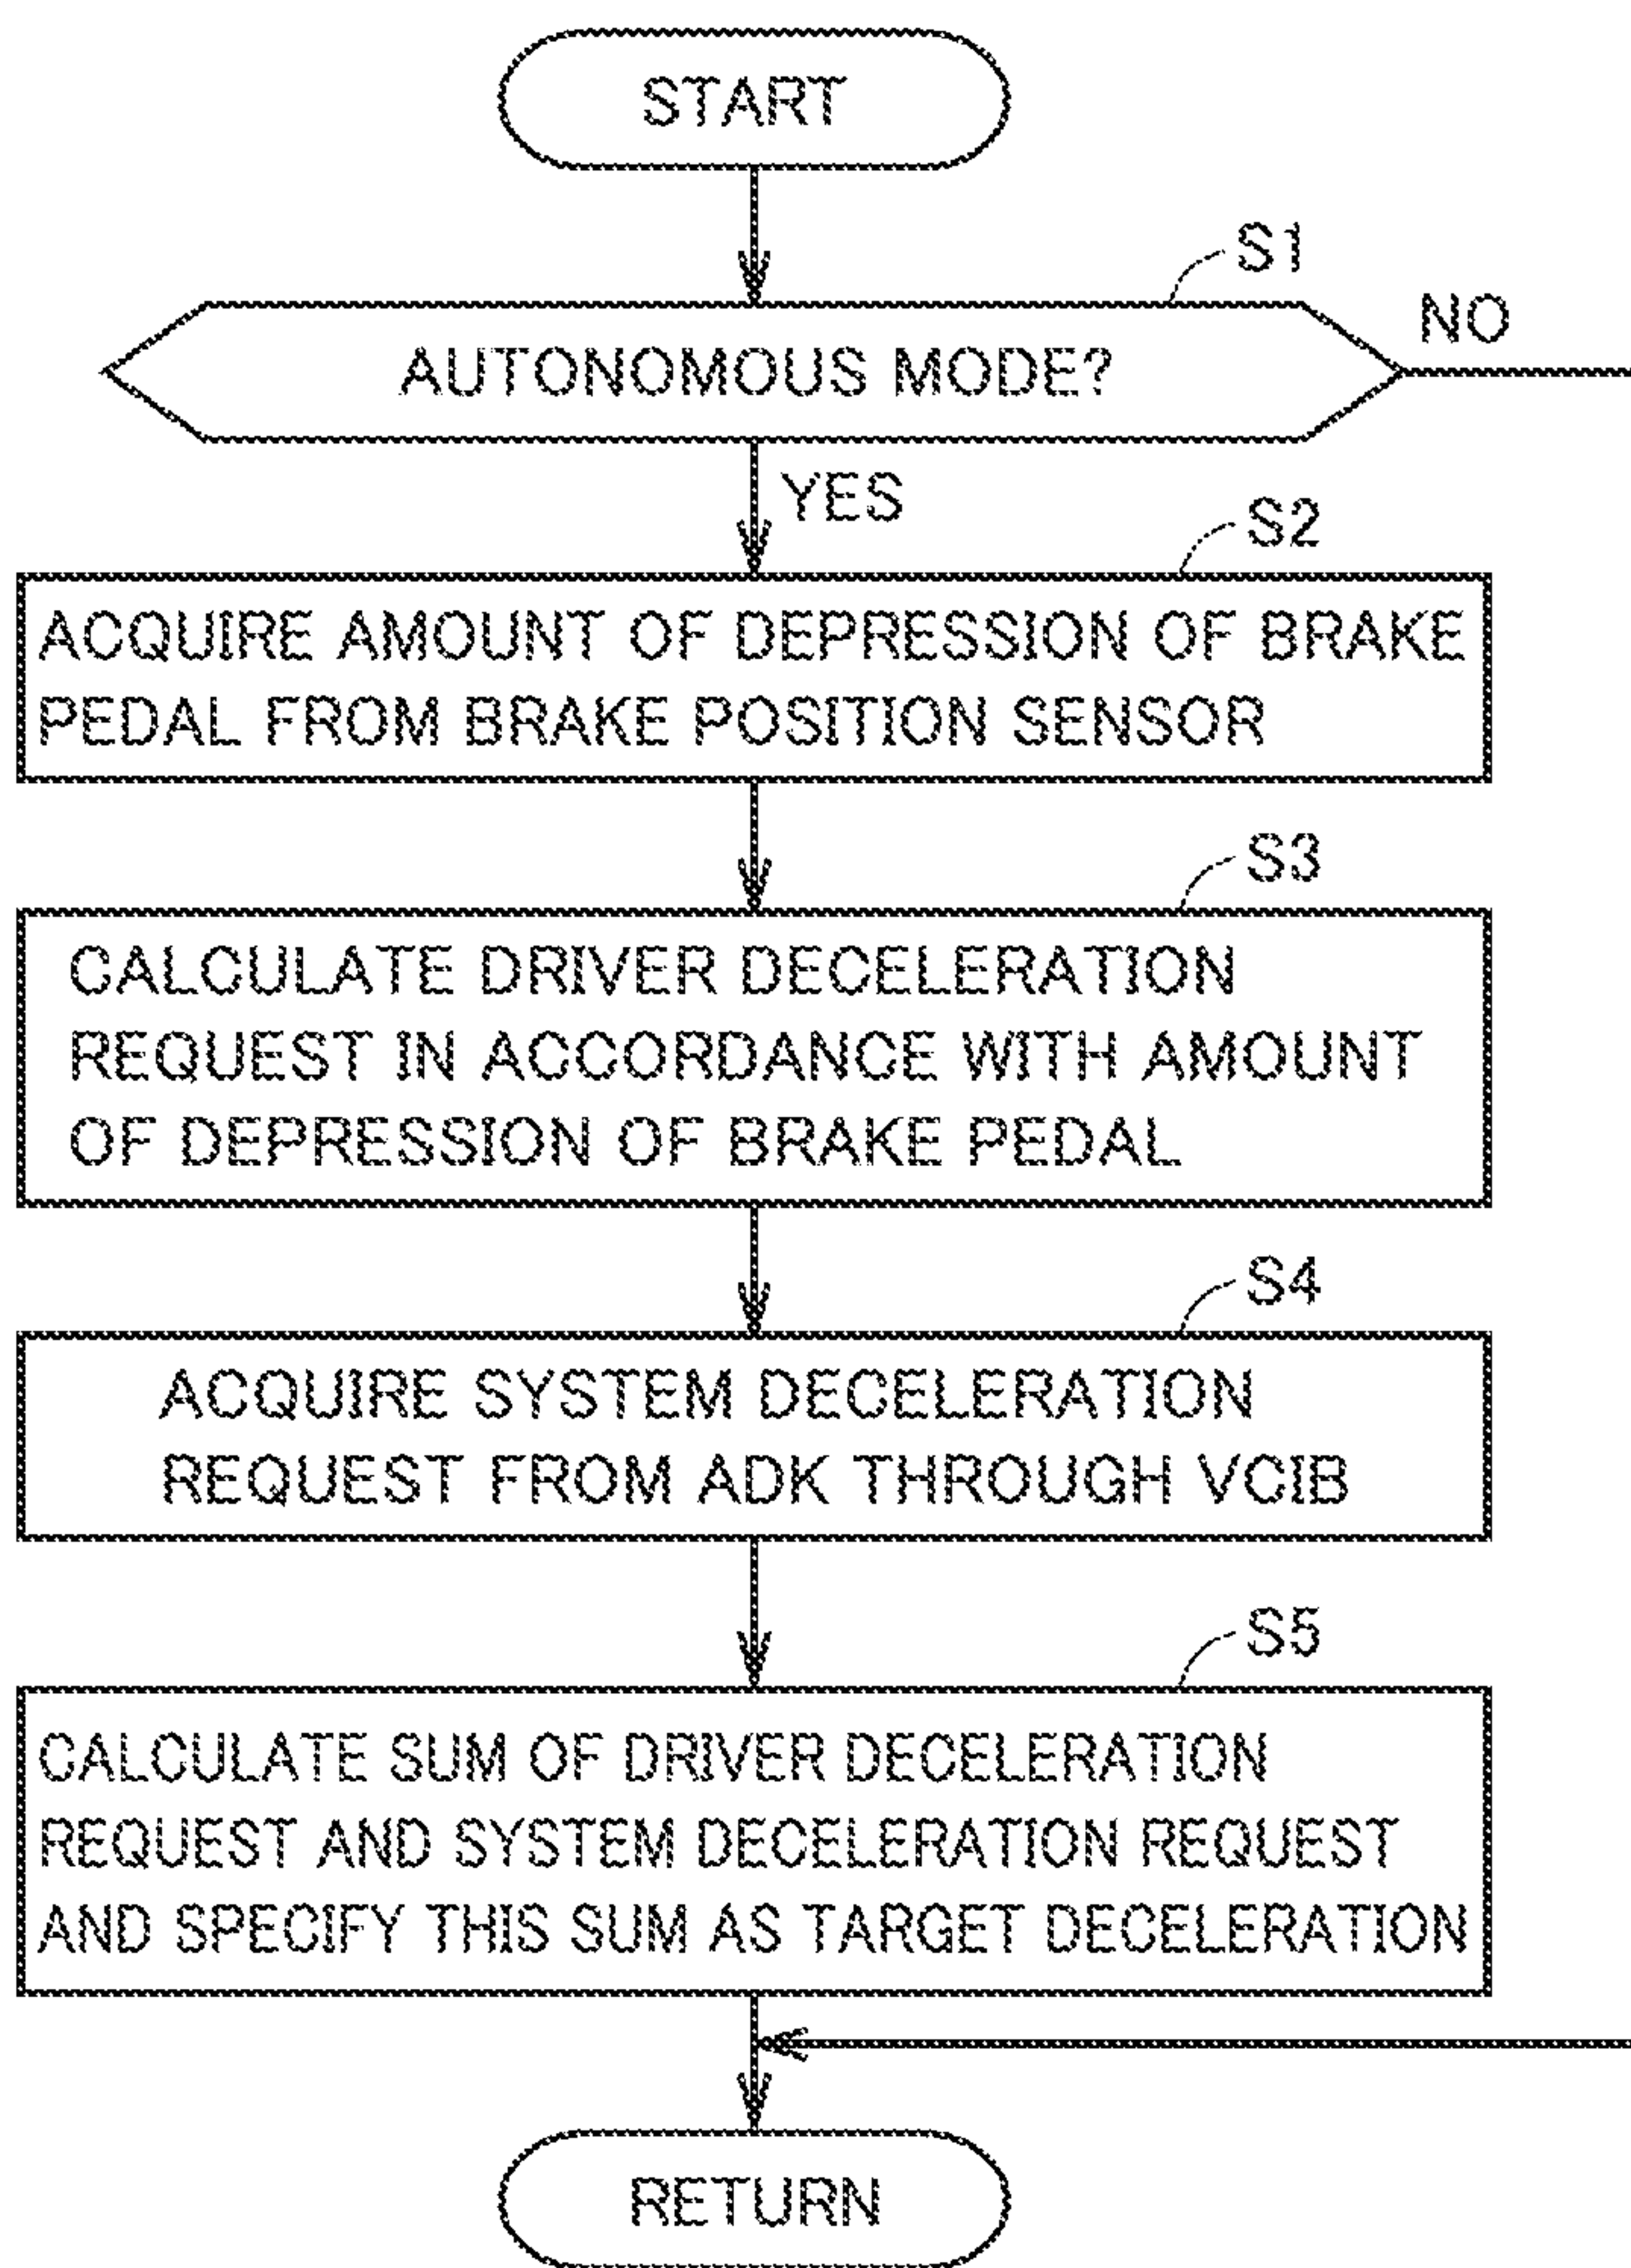 START
S1
NO
AUTONOMOUS MODE?
YES
S2
ACQUIRE AMOUNT OF DEPRESSION OF BRAKE
PEDAL FROM BRAKE POSITION SENSOR
S3
CALCULATE DRIVER DECELERATION
REQUEST IN ACCORDANCE WITH AMOUNT
OF DEPRESSION OF BRAKE PEDAL
S4
ACQUIRE SYSTEM DECELERATION
REQUEST FROM ADK THROUGH VCIB
S5
CALCULATE SUM OF DRIVER DECELERATION
REQUEST AND SYSTEM DECELERATION REQUEST
AND SPECIFY THIS SUM AS TARGET DECELERATION
RETURN